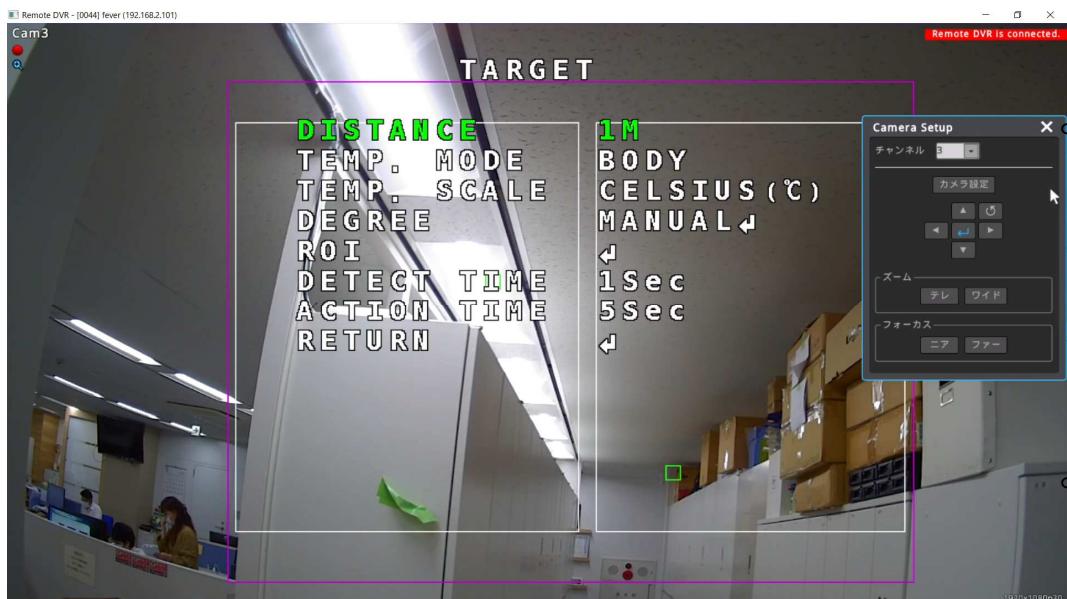 Remote DVR - [0044] fever (192.168.2.101)
Cam3
Remote DVR is connected.
TARGET
DISTANCE 1M
TEMP. MODE BODY
TEMP. SCALE CELSIUS(℃)
DEGREE MANUAL↲
ROI ↲
DETECT TIME 1Sec
ACTION TIME 5Sec
RETURN ↲
Camera Setup
チャンネル 3
カメラ設定
ズーム
テレ ワイド
フォーカス
ニア ファー
1920x1080p30